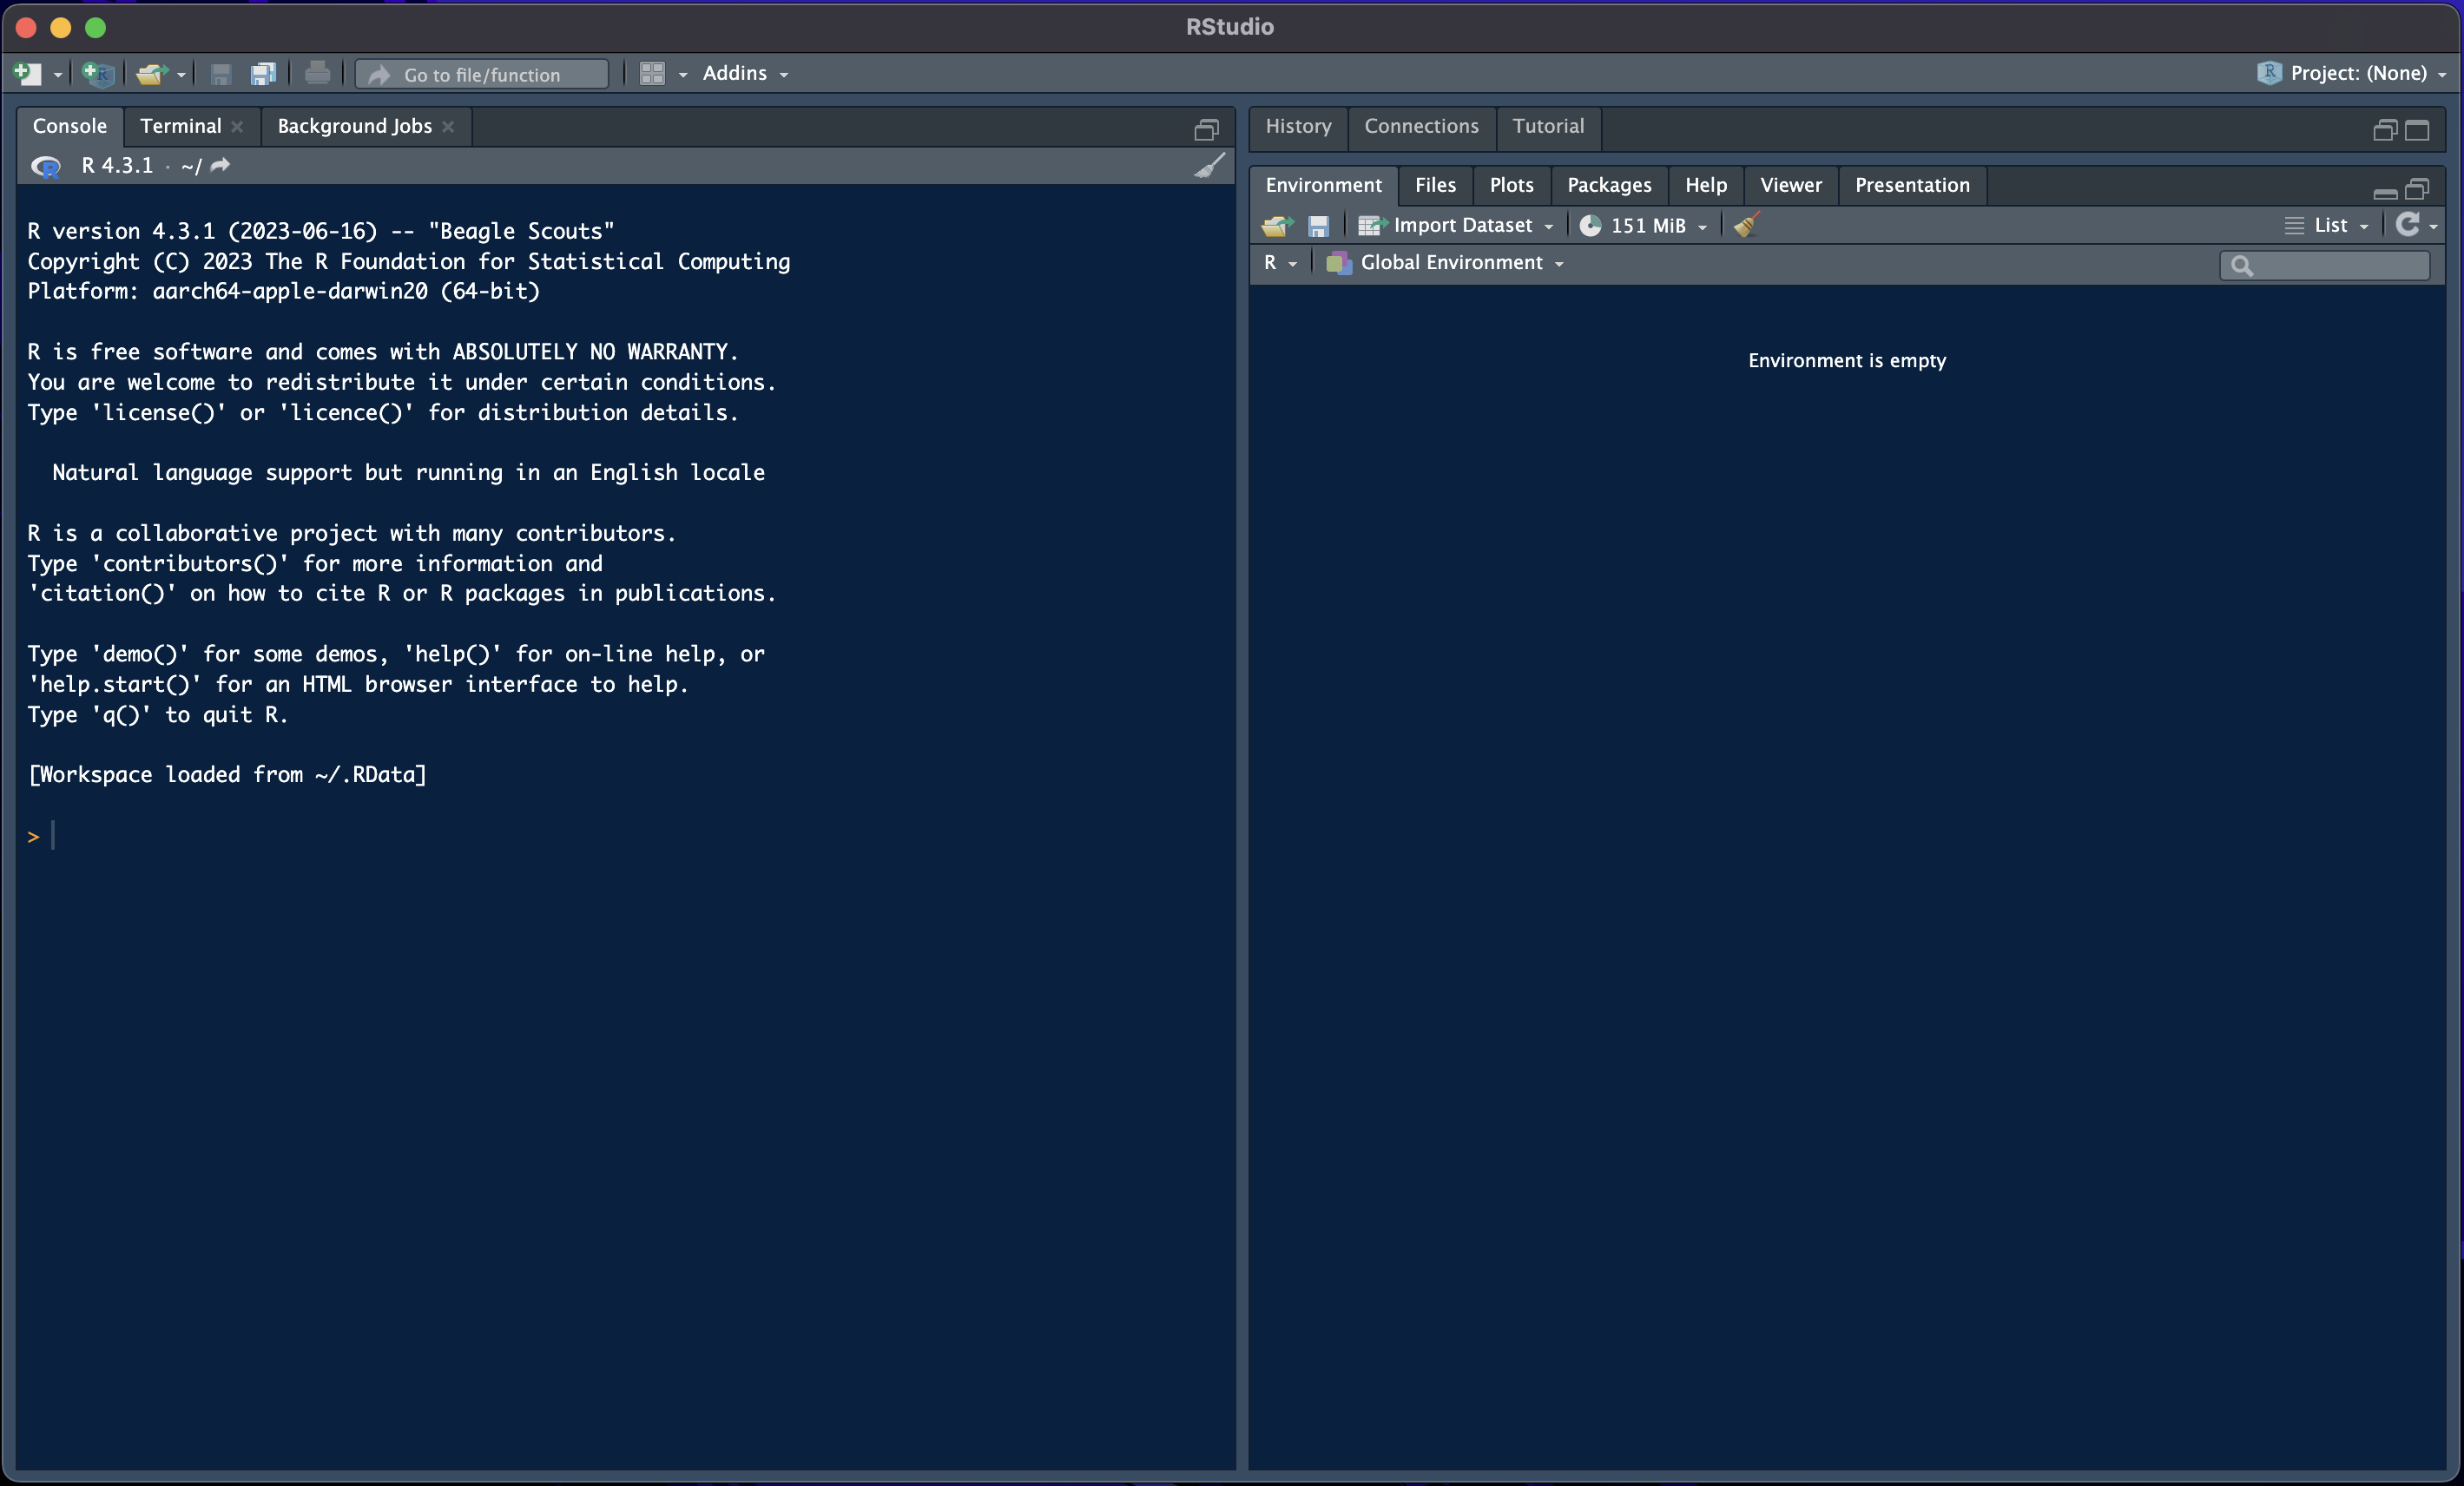 RStudio
Go to file/function
Addins
Project: (None)
Console
Terminal
Background Jobs
R 4.3.1 · ~/
R version 4.3.1 (2023-06-16) -- "Beagle Scouts"
Copyright (C) 2023 The R Foundation for Statistical Computing
Platform: aarch64-apple-darwin20 (64-bit)
R is free software and comes with ABSOLUTELY NO WARRANTY.
You are welcome to redistribute it under certain conditions.
Type 'license()' or 'licence()' for distribution details.
Natural language support but running in an English locale
R is a collaborative project with many contributors.
Type 'contributors()' for more information and
'citation()' on how to cite R or R packages in publications.
Type 'demo()' for some demos, 'help()' for on-line help, or
'help.start()' for an HTML browser interface to help.
Type 'q()' to quit R.
[Workspace loaded from ~/.RData]
>
History
Connections
Tutorial
Environment
Files
Plots
Packages
Help
Viewer
Presentation
Import Dataset
151 MiB
List
R
Global Environment
Environment is empty